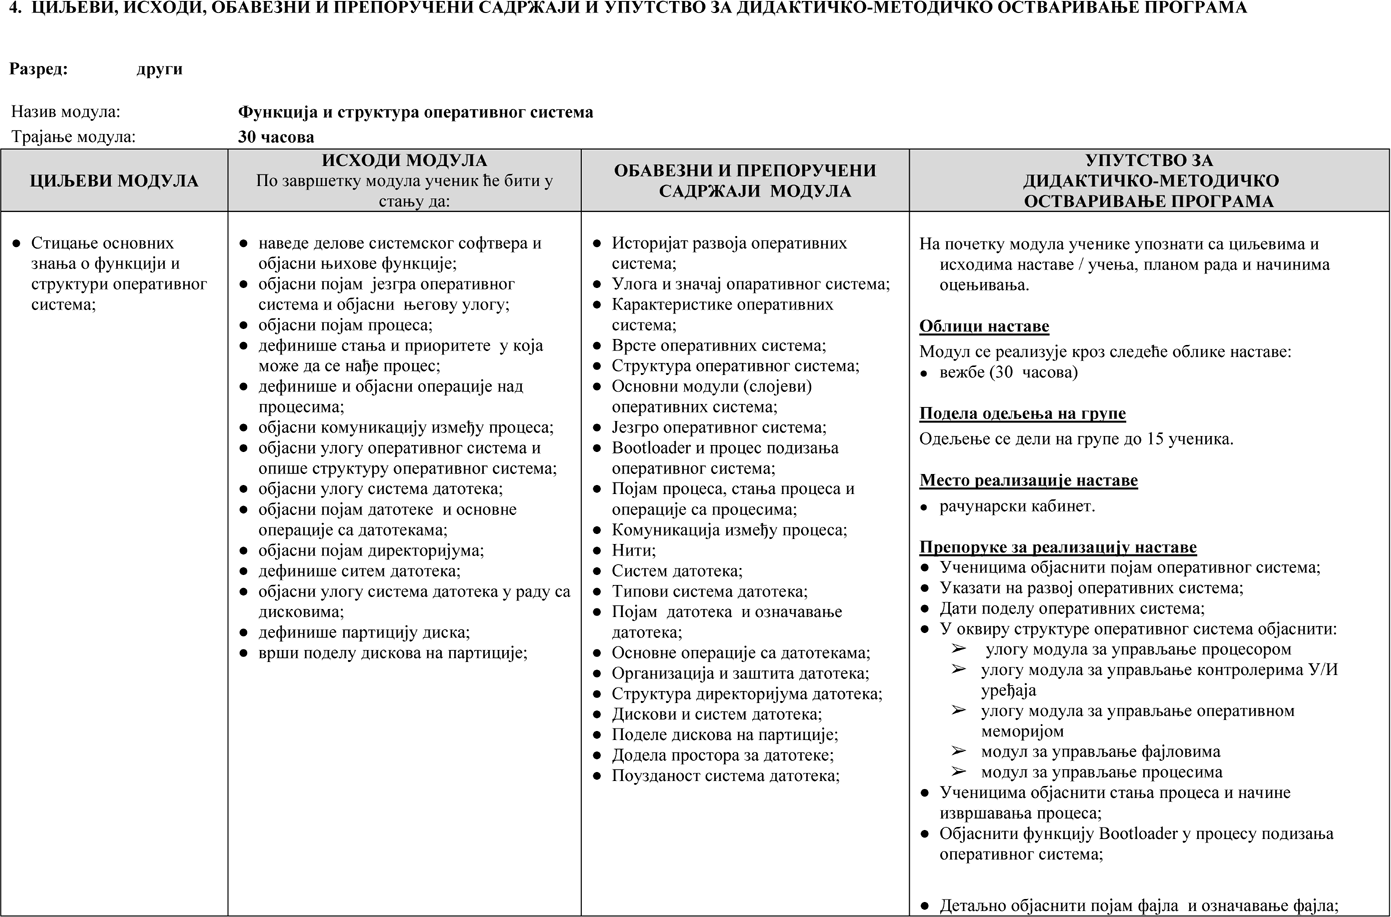 4. ЦИЉЕВИ, ИСХОДИ, ОБАВЕЗНИ И ПРЕПОРУЧЕНИ САДРЖАЈИ И УПУТСТВО ЗА ДИДАКТИЧКО-МЕТОДИЧКО ОСТВАРИВАЊЕ ПРОГРАМА
Разред: други
Назив модула: Функција и структура оперативног система
Трајање модула: 30 часова
ЦИЉЕВИ МОДУЛА
ИСХОДИ МОДУЛА
По завршетку модула ученик ће бити у
стању да:
ОБАВЕЗНИ И ПРЕПОРУЧЕНИ
САДРЖАЈИ МОДУЛА
УПУТСТВО ЗА
ДИДАКТИЧКО-МЕТОДИЧКО
ОСТВАРИВАЊЕ ПРОГРАМА
● Стицање основних
знања о функцији и
структури оперативног
система;
● наведе делове системског софтвера и
објасни њихове функције;
● објасни појам језгра оперативног
система и објасни његову улогу;
● објасни појам процеса;
● дефинише стања и приоритете у која
може да се нађе процес;
● дефинише и објасни операције над
процесима;
● објасни комуникацију између процеса;
● објасни улогу оперативног система и
опише структуру оперативног система;
● објасни улогу система датотека;
● објасни појам датотеке и основне
операције са датотекама;
● објасни појам директоријума;
● дефинише ситем датотека;
● објасни улогу система датотека у раду са
дисковима;
● дефинише партицију диска;
● врши поделу дискова на партиције;
● Историјат развоја оперативних
система;
● Улога и значај опаративног система;
● Карактеристике оперативних
система;
● Врсте оперативних система;
● Структура оперативног система;
● Основни модули (слојеви)
оперативних система;
● Језгро оперативног система;
● Bootloader и процес подизања
оперативног система;
● Појам процеса, стања процеса и
операције са процесима;
● Комуникација између процеса;
● Нити;
● Систем датотека;
● Типови система датотека;
● Појам датотека и означавање
датотека;
● Основне операције са датотекама;
● Организација и заштита датотека;
● Структура директоријума датотека;
● Дискови и систем датотека;
● Поделе дискова на партиције;
● Додела простора за датотеке;
● Поузданост система датотека;
На почетку модула ученике упознати са циљевима и
исходима наставе / учења, планом рада и начинима
оцењивања.
Облици наставе
Модул се реализује кроз следеће облике наставе:
● вежбе (30 часова)
Подела одељења на групе
Одељење се дели на групе до 15 ученика.
Место реализације наставе
● рачунарски кабинет.
Препоруке за реализацију наставе
● Ученицима објаснити појам оперативног система;
● Указати на развој оперативних система;
● Дати поделу оперативних система;
● У оквиру структуре оперативног система објаснити:
➢ улогу модула за управљање процесором
➢ улогу модула за управљање контролерима У/И
уређаја
➢ улогу модула за управљање оперативном
меморијом
➢ модул за управљање фајловима
➢ модул за управљање процесима
● Ученицима објаснити стања процеса и начине
извршавања процеса;
● Објаснити функцију Bootloader у процесу подизања
оперативног система;
● Детаљно објаснити појам фајла и означавање фајла;